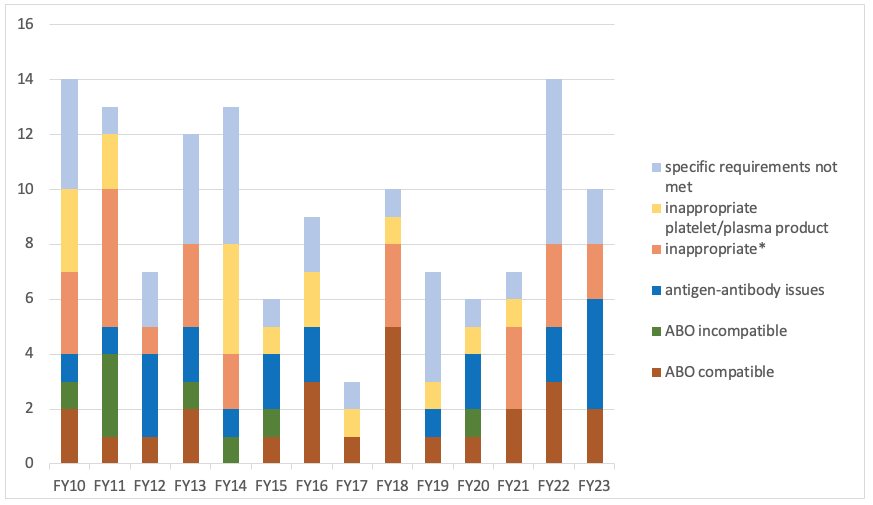 16
14
12
10
8
6
4
2
0
FY10 FY11 FY12 FY13 FY14 FY15 FY16 FY17 FY18 FY19 FY20 FY21 FY22 FY23
specific requirements not
met
inappropriate
platelet/plasma product
inappropriate*
antigen-antibody issues
ABO incompatible
ABO compatible